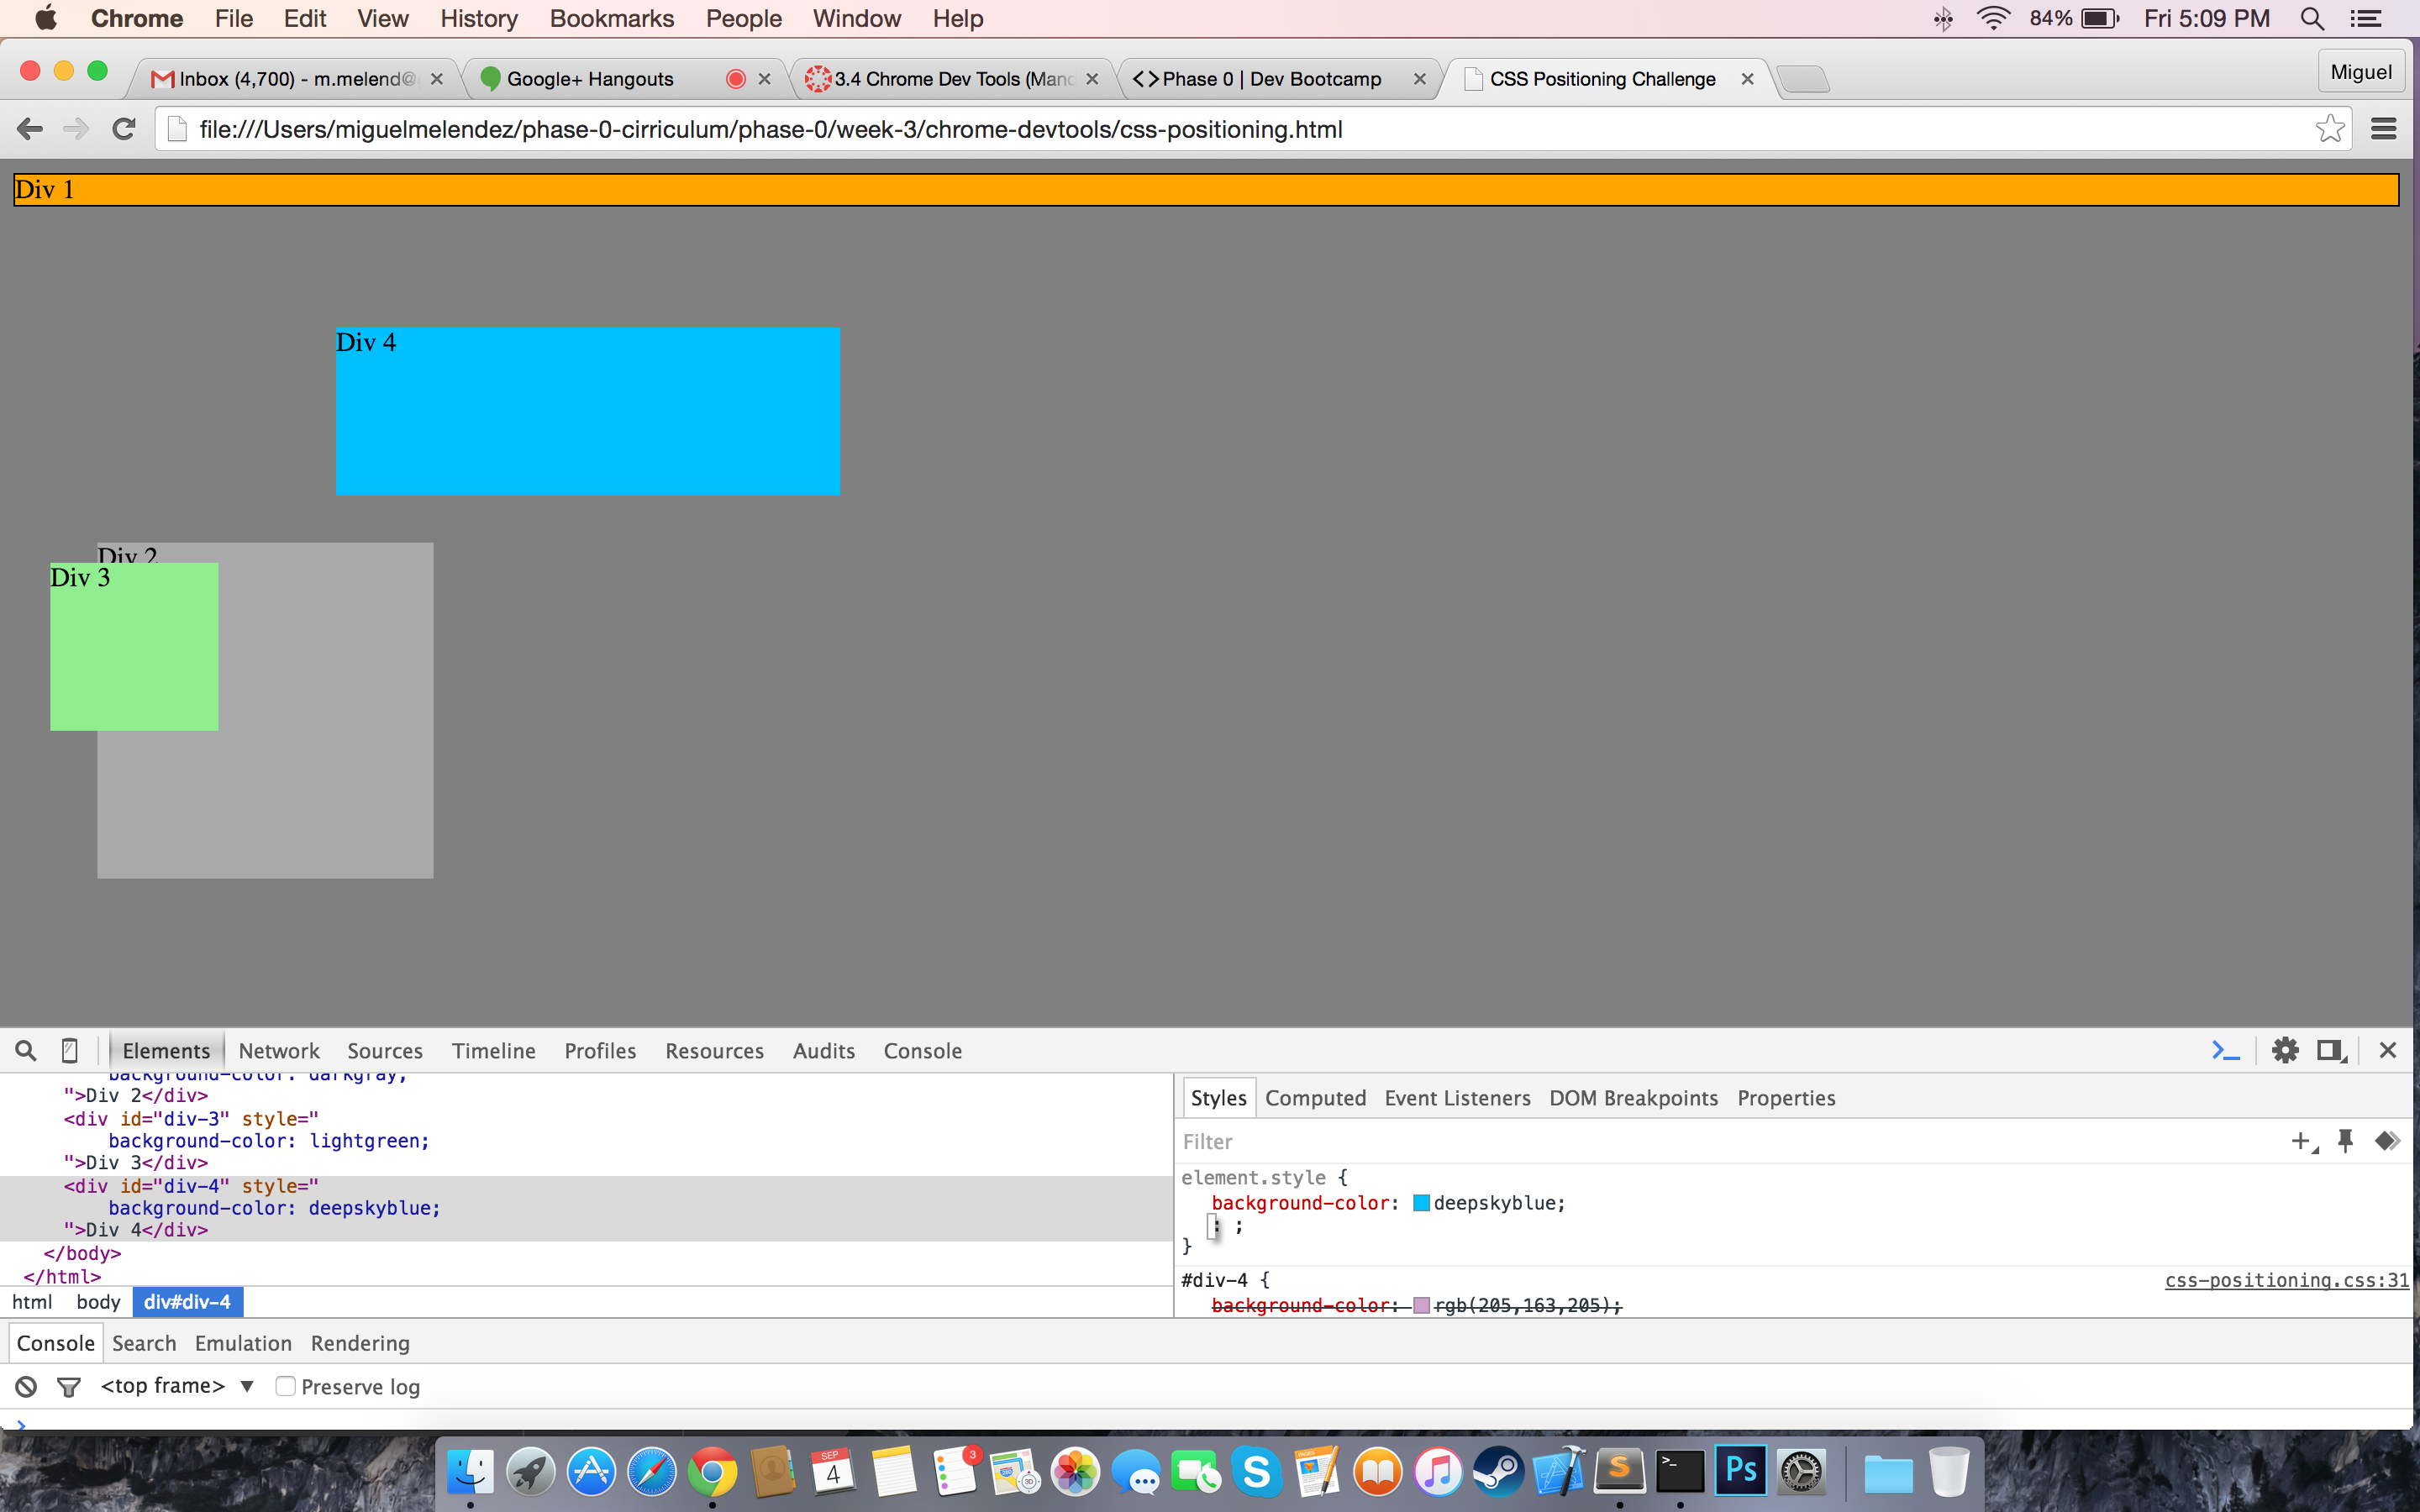 Chrome File Edit View History Bookmarks People Window Help 84% Fri 5:09 PM
Inbox (4,700) - m.melend@ Google+ Hangouts 3.4 Chrome Dev Tools (Mand <>Phase 0 | Dev Bootcamp CSS Positioning Challenge Miguel
file:///Users/miguelmelendez/phase-0-cirriculum/phase-0/week-3/chrome-devtools/css-positioning.html
Div 1
Div 4
Div 2
Div 3
Elements Network Sources Timeline Profiles Resources Audits Console
background-color: darkgray;
">Div 2</div>
<div id="div-3" style="
background-color: lightgreen;
">Div 3</div>
<div id="div-4" style="
background-color: deepskyblue;
">Div 4</div>
</body>
</html>
html body div#div-4
Styles Computed Event Listeners DOM Breakpoints Properties
Filter
element.style {
background-color: deepskyblue;
: ;
}
#div-4 { css-positioning.css:31
background-color: rgb(205,163,205);
Console Search Emulation Rendering
<top frame> ▼ Preserve log
>
SEP
4
3
PAGES
S
>_
Ps